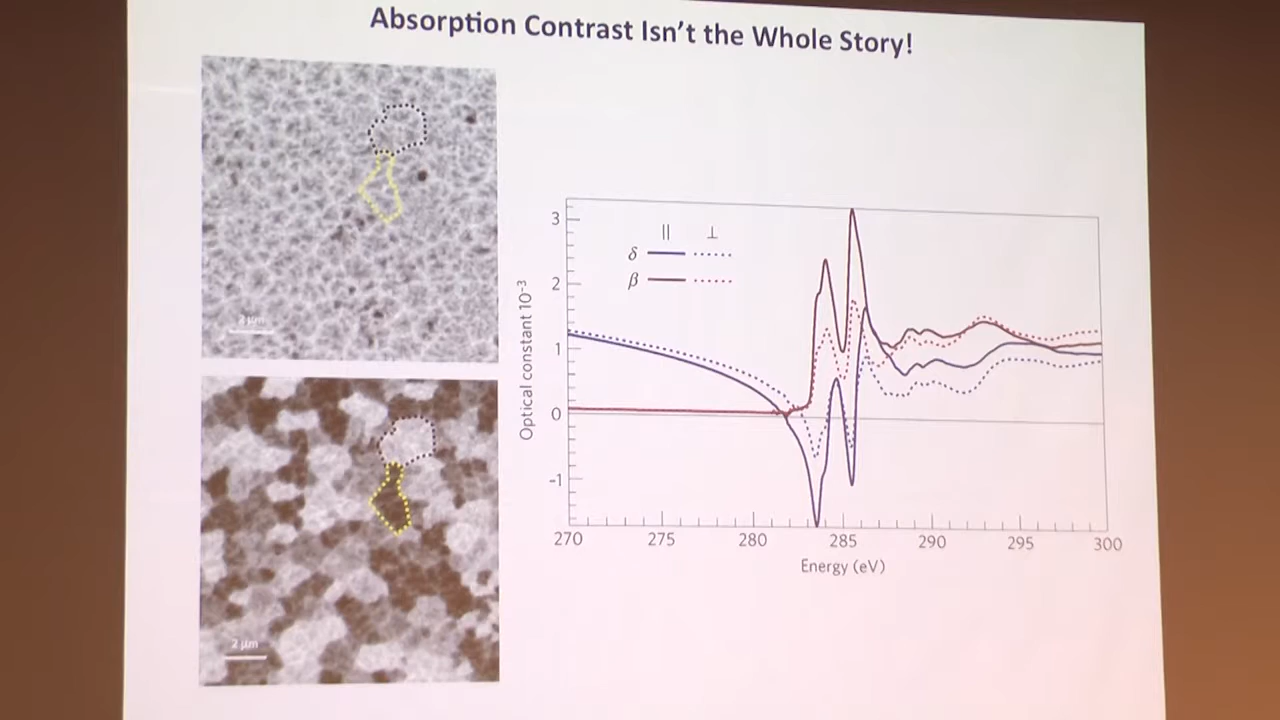 Absorption Contrast Isn't the Whole Story!
2 μm
2 μm
|| ⊥
δ
β
Optical constant 10⁻³
3
2
1
0
-1
270 275 280 285 290 295 300
Energy (eV)